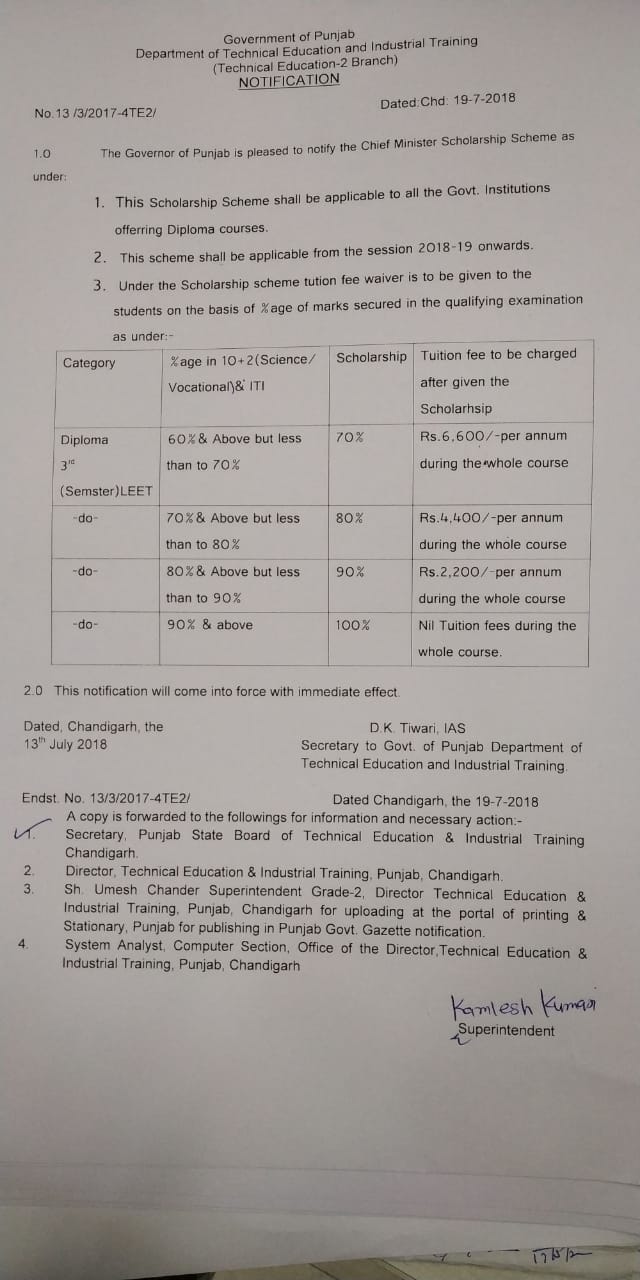 Government of Punjab
Department of Technical Education and Industrial Training
(Technical Education-2 Branch)
NOTIFICATION
No.13 /3/2017-4TE2/ Dated:Chd: 19-7-2018
1.0 The Governor of Punjab is pleased to notify the Chief Minister Scholarship Scheme as
under:
1. This Scholarship Scheme shall be applicable to all the Govt. Institutions
offerring Diploma courses.
2. This scheme shall be applicable from the session 2018-19 onwards.
3. Under the Scholarship scheme tution fee waiver is to be given to the
students on the basis of %age of marks secured in the qualifying examination
as under:-
Category %age in 10+2(Science/ Scholarship Tuition fee to be charged
Vocational)& ITI after given the
Scholarhsip
Diploma 60%& Above but less 70% Rs.6,600/-per annum
3rd than to 70% during the whole course
(Semster)LEET
-do- 70%& Above but less 80% Rs.4,400/-per annum
than to 80% during the whole course
-do- 80%& Above but less 90% Rs.2,200/-per annum
than to 90% during the whole course
-do- 90% & above 100% Nil Tuition fees during the
whole course.
2.0 This notification will come into force with immediate effect.
Dated, Chandigarh, the D.K. Tiwari, IAS
13th July 2018 Secretary to Govt. of Punjab Department of
Technical Education and Industrial Training.
Endst. No. 13/3/2017-4TE2/ Dated Chandigarh, the 19-7-2018
A copy is forwarded to the followings for information and necessary action:-
1. Secretary, Punjab State Board of Technical Education & Industrial Training
Chandigarh.
2. Director, Technical Education & Industrial Training, Punjab, Chandigarh.
3. Sh. Umesh Chander Superintendent Grade-2, Director Technical Education &
Industrial Training, Punjab, Chandigarh for uploading at the portal of printing &
Stationary, Punjab for publishing in Punjab Govt. Gazette notification.
4. System Analyst, Computer Section, Office of the Director,Technical Education &
Industrial Training, Punjab, Chandigarh
Kamlesh Kumari
Superintendent